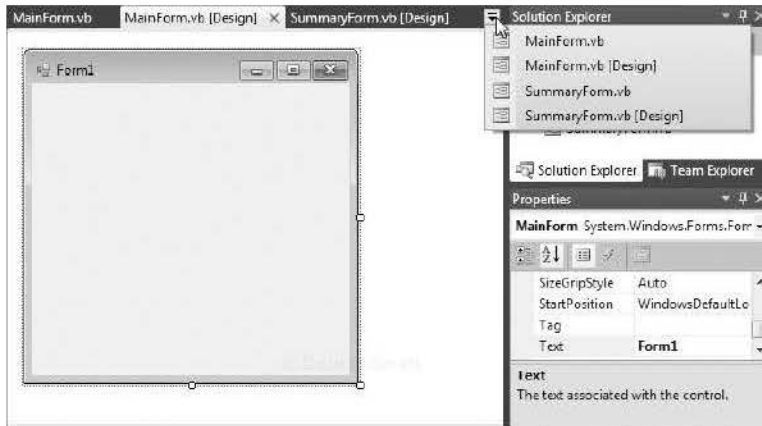 MainForm.vb MainForm.vb [Design] SummaryForm.vb [Design] Solution Explorer
Form1
MainForm.vb
MainForm.vb [Design]
SummaryForm.vb
SummaryForm.vb [Design]
Solution Explorer Team Explorer
Properties
MainForm System.Windows.Forms.Forr
SizeGripStyle Auto
StartPosition WindowsDefaultLo
Tag
Text Form1
Text
The text associated with the control.